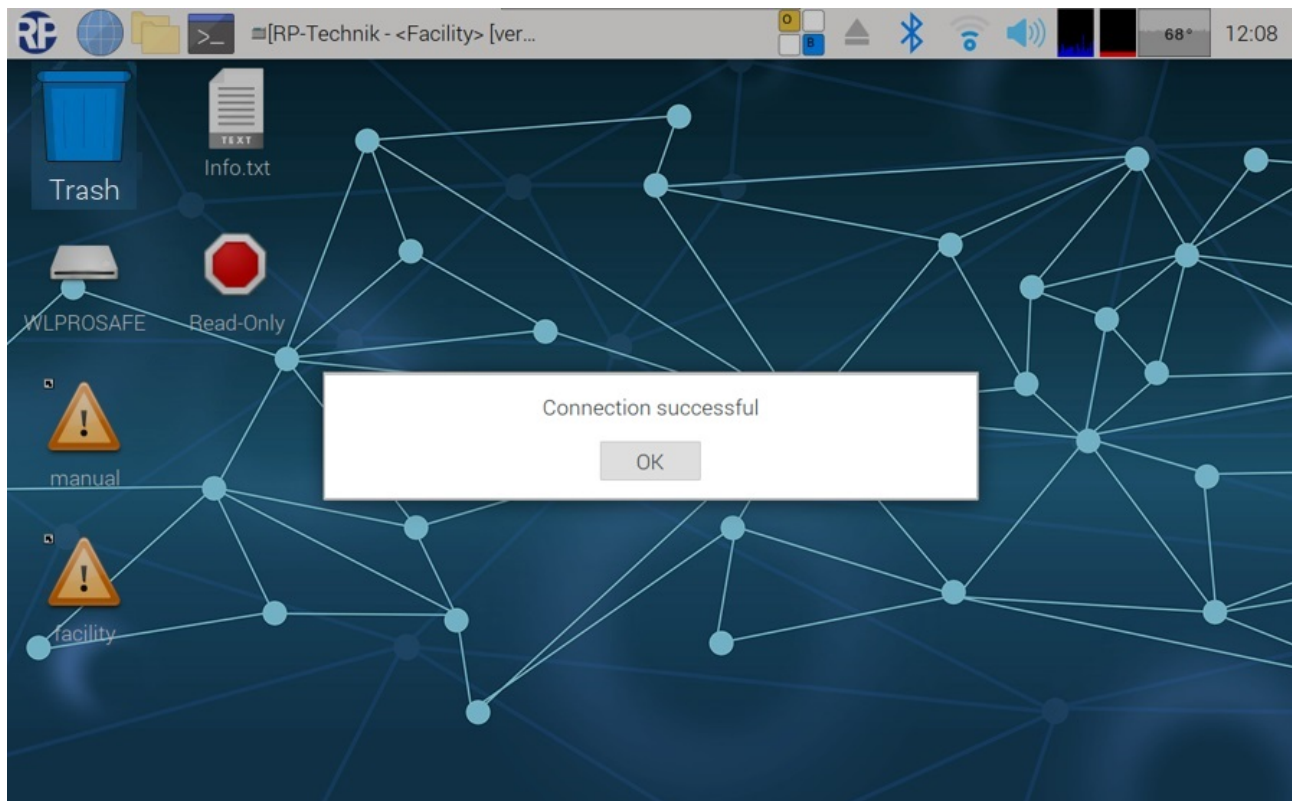 RP
>_
[RP-Technik - <Facility> [ver...
O
B
68°
12:08
Trash
TEXT
Info.txt
WLPROSAFE
Read-Only
!
manual
!
facility
Connection successful
OK